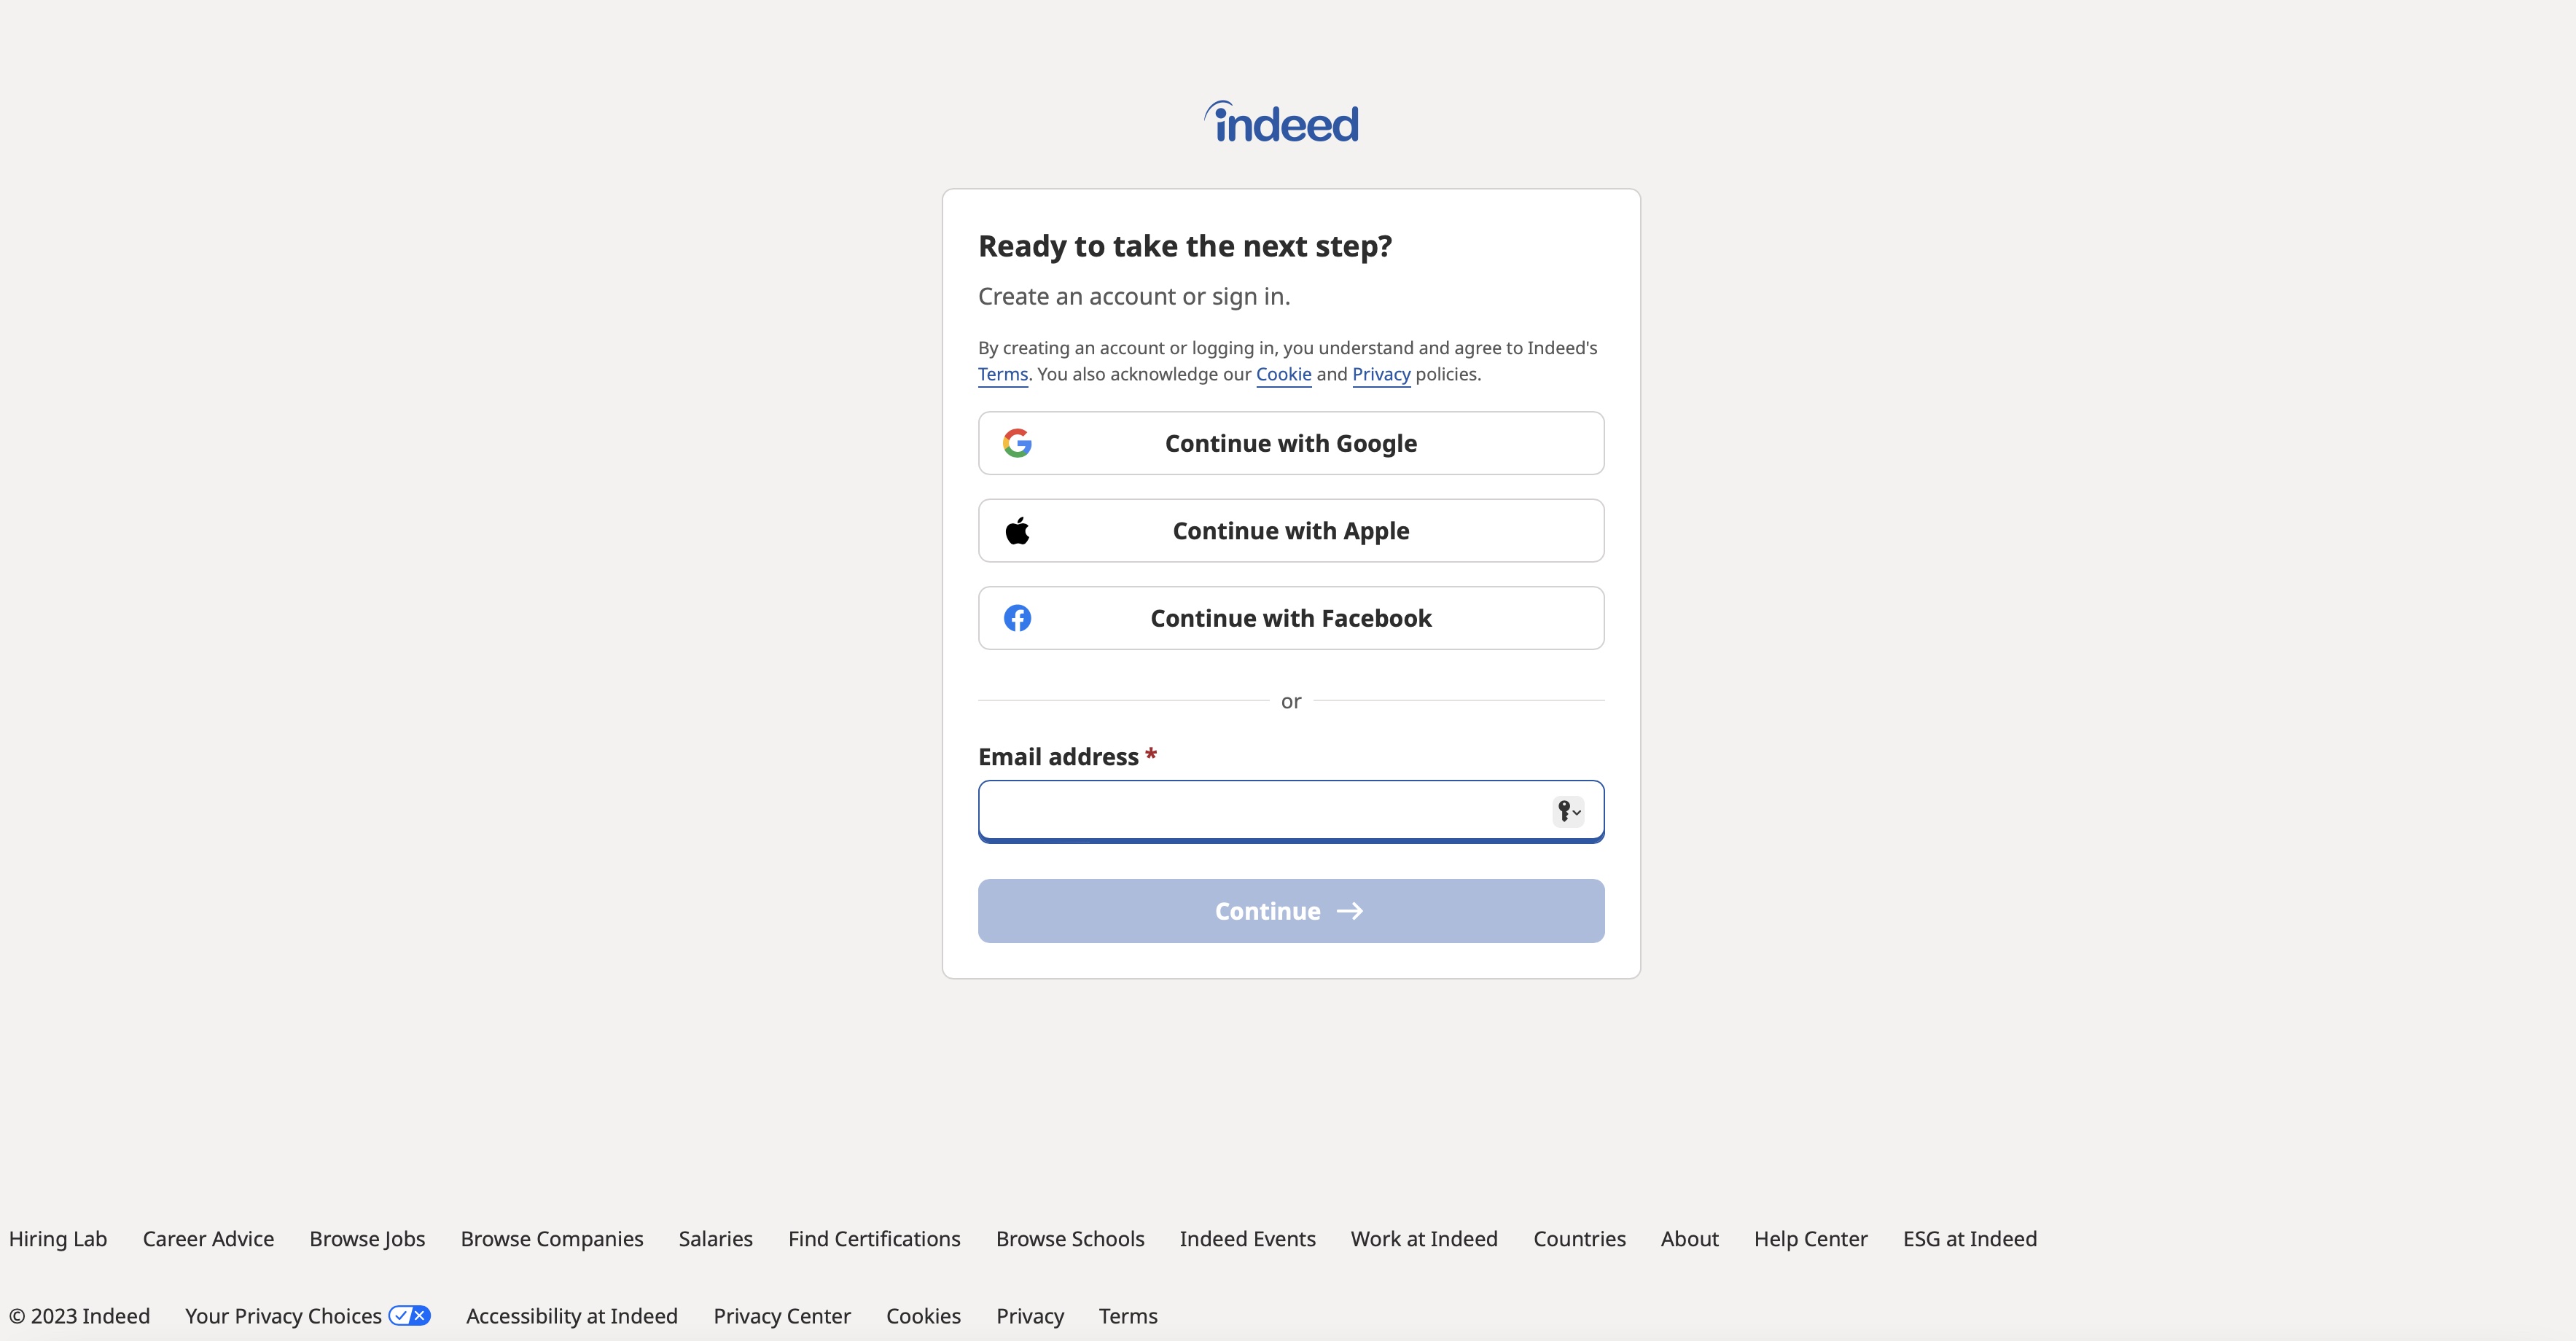 indeed
Ready to take the next step?
Create an account or sign in.
By creating an account or logging in, you understand and agree to Indeed's
Terms. You also acknowledge our Cookie and Privacy policies.
Continue with Google
Continue with Apple
Continue with Facebook
or
Email address *
Continue →
Hiring Lab Career Advice Browse Jobs Browse Companies Salaries Find Certifications Browse Schools Indeed Events Work at Indeed Countries About Help Center ESG at Indeed
© 2023 Indeed Your Privacy Choices Accessibility at Indeed Privacy Center Cookies Privacy Terms